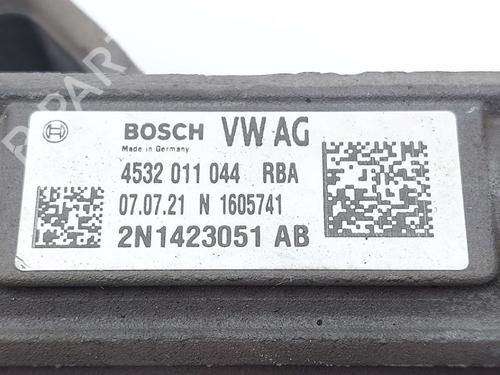 BOSCH VW AG
Made in Germany
4532 011 044 RBA
07.07.21 N 1605741
2N1423051 AB